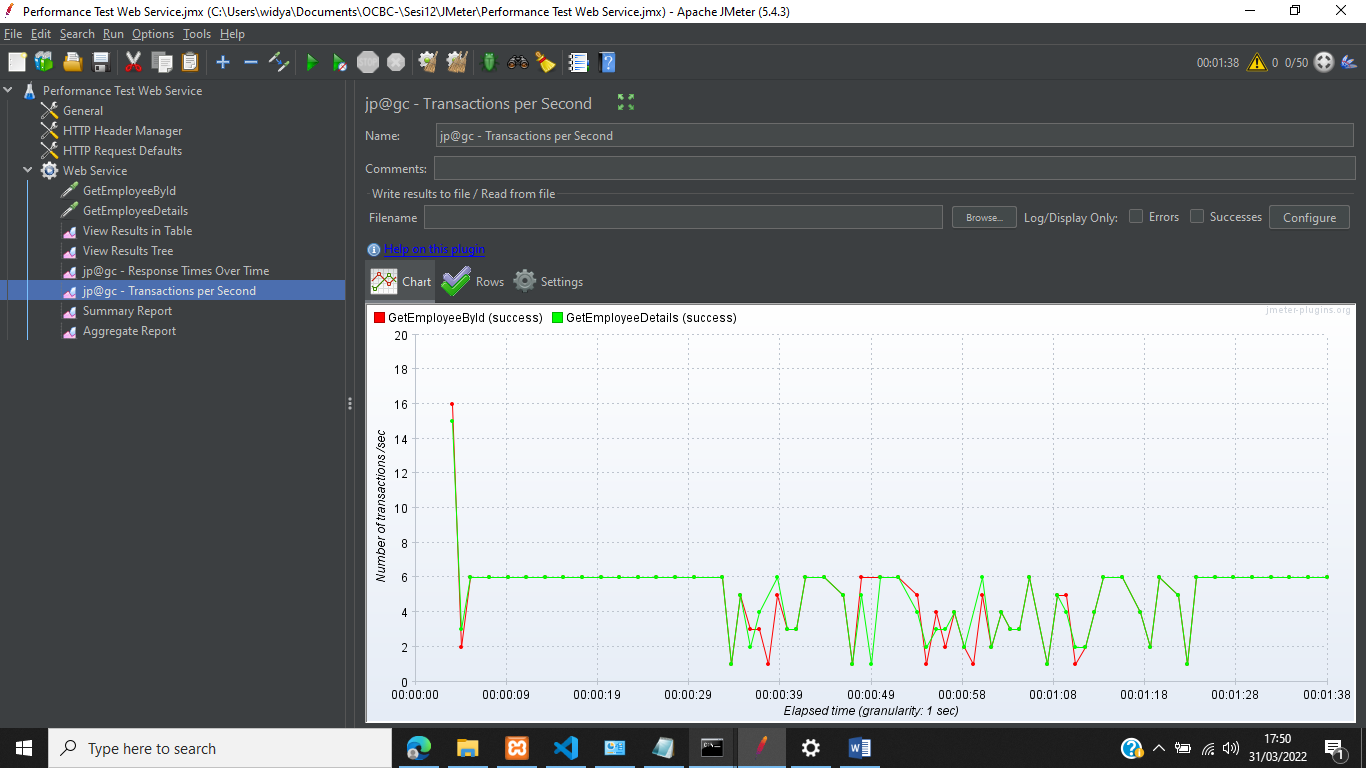 Performance Test Web Service.jmx (C:\Users\widya\Documents\OCBC-\Sesi12\JMeter\Performance Test Web Service.jmx) - Apache JMeter (5.4.3)
File Edit Search Run Options Tools Help
STOP
00:01:38 0 0/50
Performance Test Web Service
General
HTTP Header Manager
HTTP Request Defaults
Web Service
GetEmployeeById
GetEmployeeDetails
View Results in Table
View Results Tree
jp@gc - Response Times Over Time
jp@gc - Transactions per Second
Summary Report
Aggregate Report
jp@gc - Transactions per Second
Name: jp@gc - Transactions per Second
Comments:
Write results to file / Read from file
Filename Browse... Log/Display Only: Errors Successes Configure
Help on this plugin
Chart Rows Settings
GetEmployeeById (success) GetEmployeeDetails (success)
jmeter-plugins.org
20
18
16
14
12
10
8
6
4
2
0
Number of transactions /sec
00:00:00 00:00:09 00:00:19 00:00:29 00:00:39 00:00:49 00:00:58 00:01:08 00:01:18 00:01:28 00:01:38
Elapsed time (granularity: 1 sec)
Type here to search
17:50
31/03/2022
1